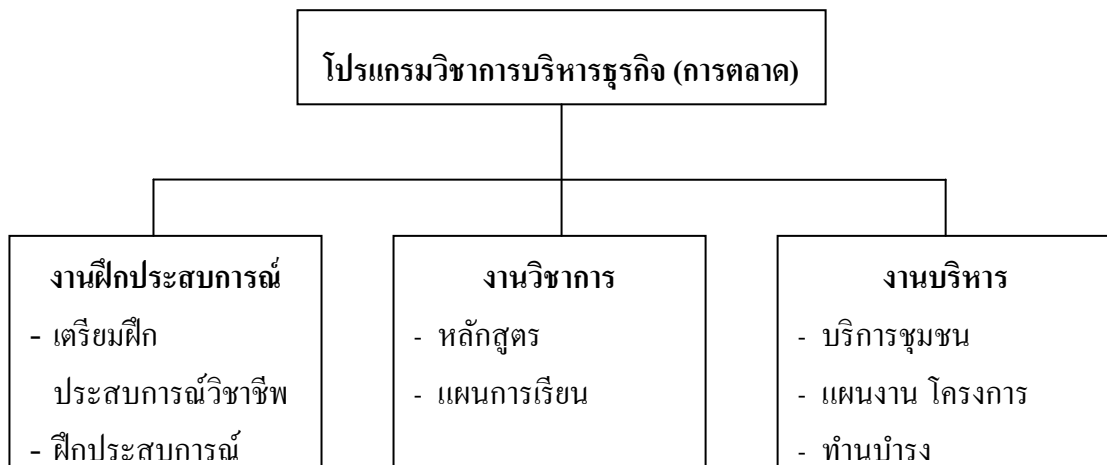 โปรแกรมวิชาการบริหารธุรกิจ (การตลาด)
งานฝึกประสบการณ์
- เตรียมฝึก
ประสบการณ์วิชาชีพ
- ฝึกประสบการณ์
งานวิชาการ
- หลักสูตร
- แผนการเรียน
งานบริหาร
- บริการชุมชน
- แผนงาน โครงการ
- ทำนบำรุง